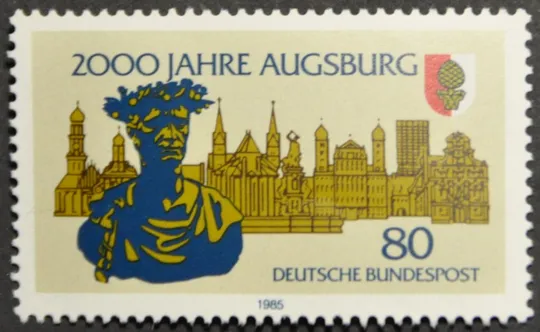 2000 JAHRE AUGSBURG
80
DEUTSCHE BUNDESPOST
1985